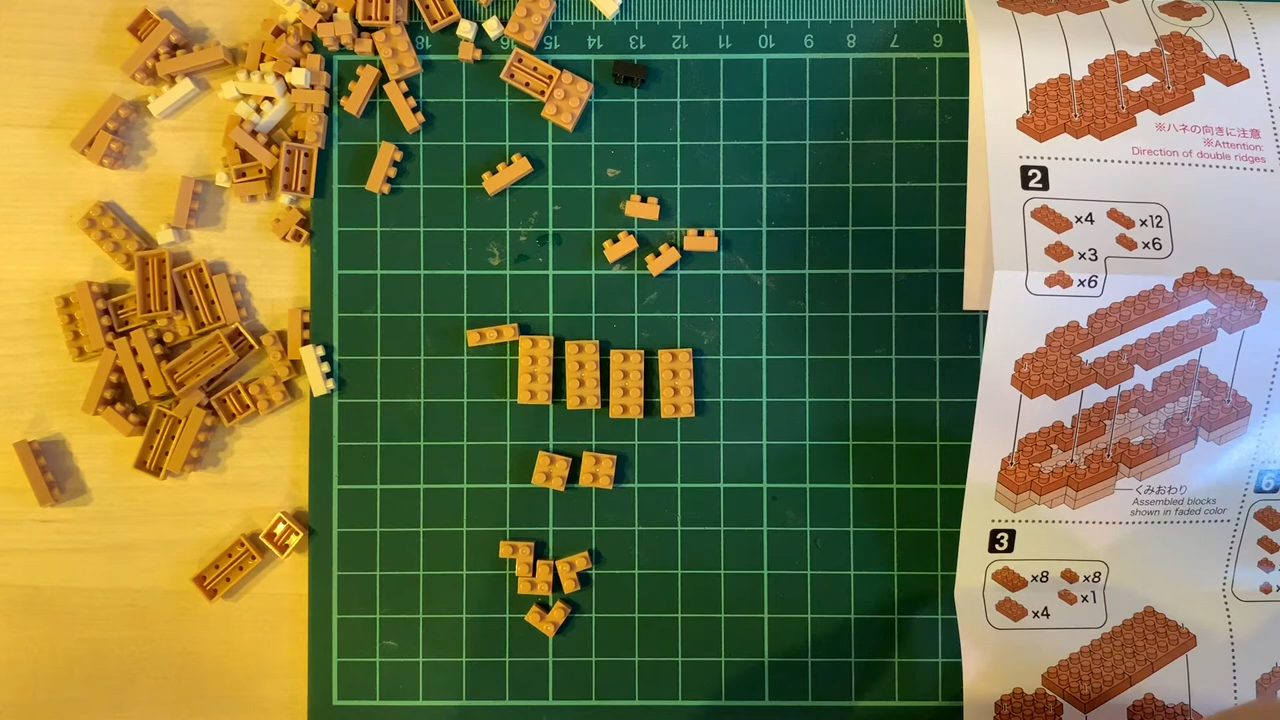 18 15 14 13 12 11 10 9 8 7 6
※ハネの向きに注意
※Attention:
Direction of double ridges
2
×4 ×12
×3 ×6
×6
くみおわり
Assembled blocks
shown in faded color
6
3
×8 ×8
×4 ×1